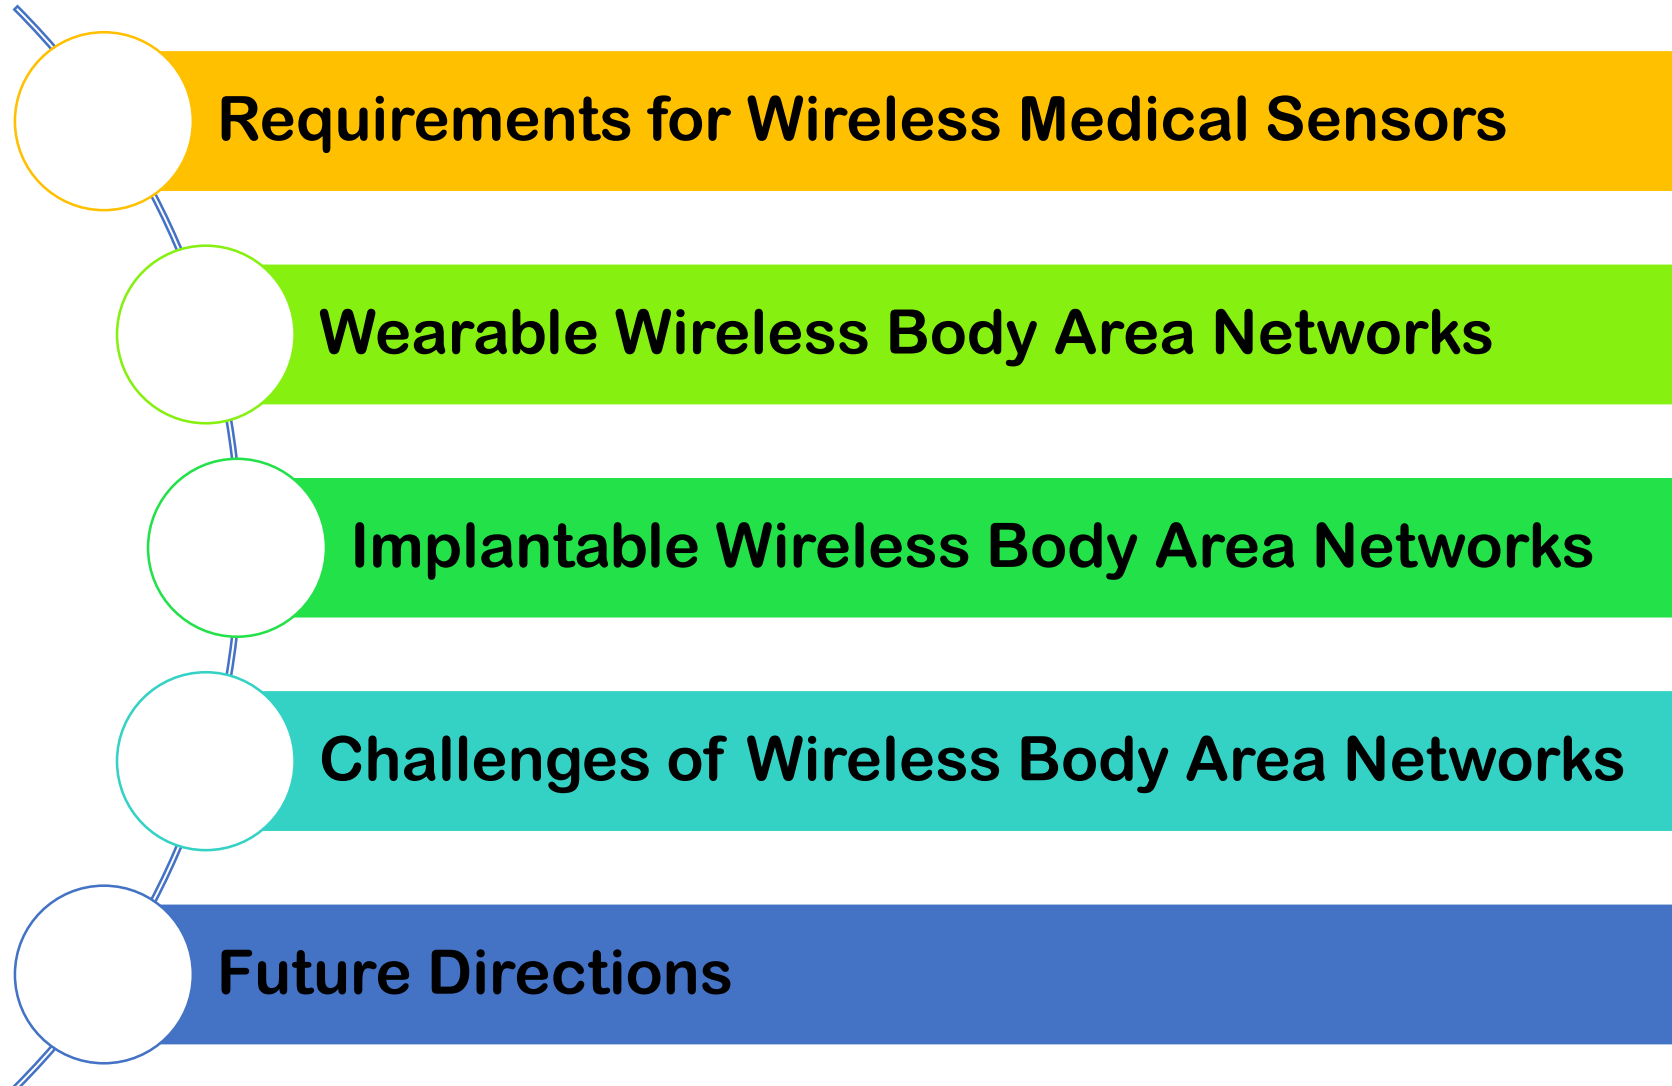 Requirements for Wireless Medical Sensors
Wearable Wireless Body Area Networks
Implantable Wireless Body Area Networks
Challenges of Wireless Body Area Networks
Future Directions